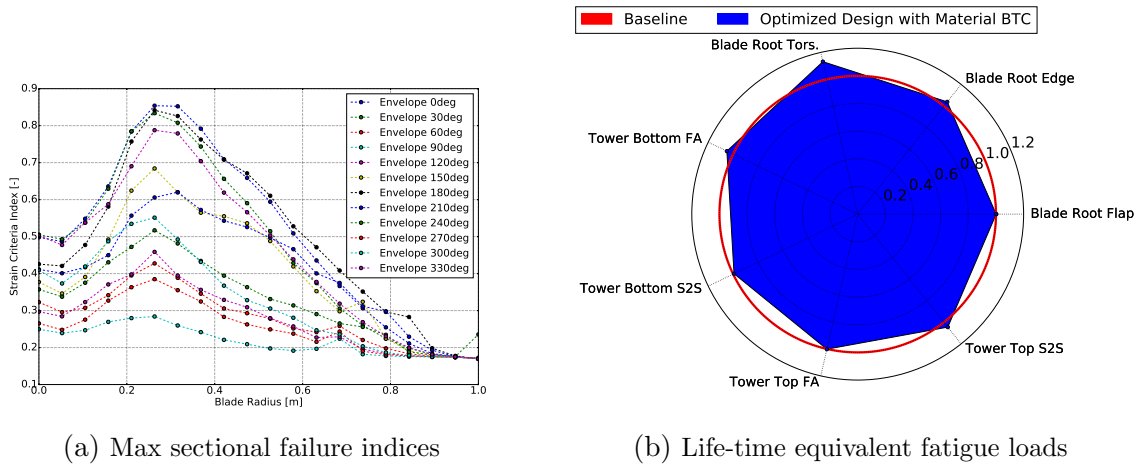 Baseline
Optimized Design with Material BTC
Strain Criteria Index [-]
0.9
0.8
0.7
0.6
0.5
0.4
0.3
0.2
0.1
0.0
0.2
0.4
0.6
0.8
1.0
Blade Radius [m]
Envelope 0deg
Envelope 30deg
Envelope 60deg
Envelope 90deg
Envelope 120deg
Envelope 150deg
Envelope 180deg
Envelope 210deg
Envelope 240deg
Envelope 270deg
Envelope 300deg
Envelope 330deg
Blade Root Tors.
Blade Root Edge
Tower Bottom FA
0.2
0.4
0.6
0.8
1.0
1.2
Blade Root Flap
Tower Bottom S2S
Tower Top S2S
Tower Top FA
(a) Max sectional failure indices
(b) Life-time equivalent fatigue loads